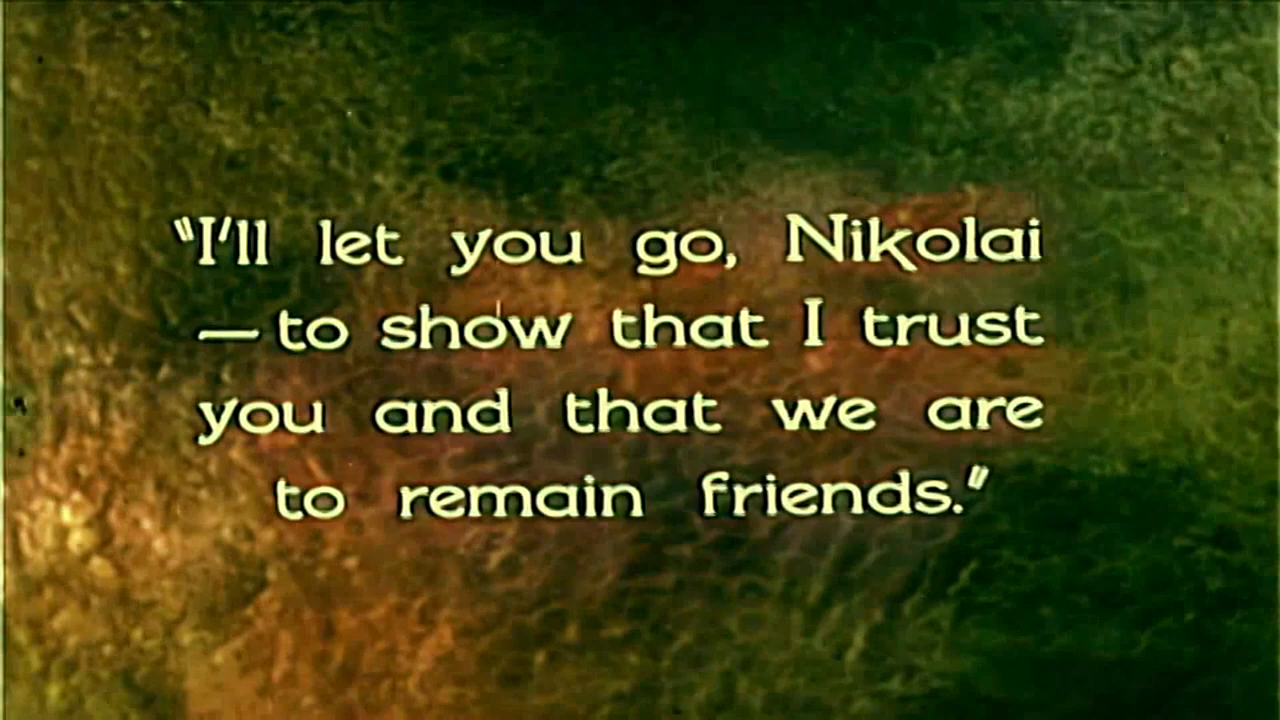 "I'll let you go, Nikolai
— to show that I trust
you and that we are
to remain friends."